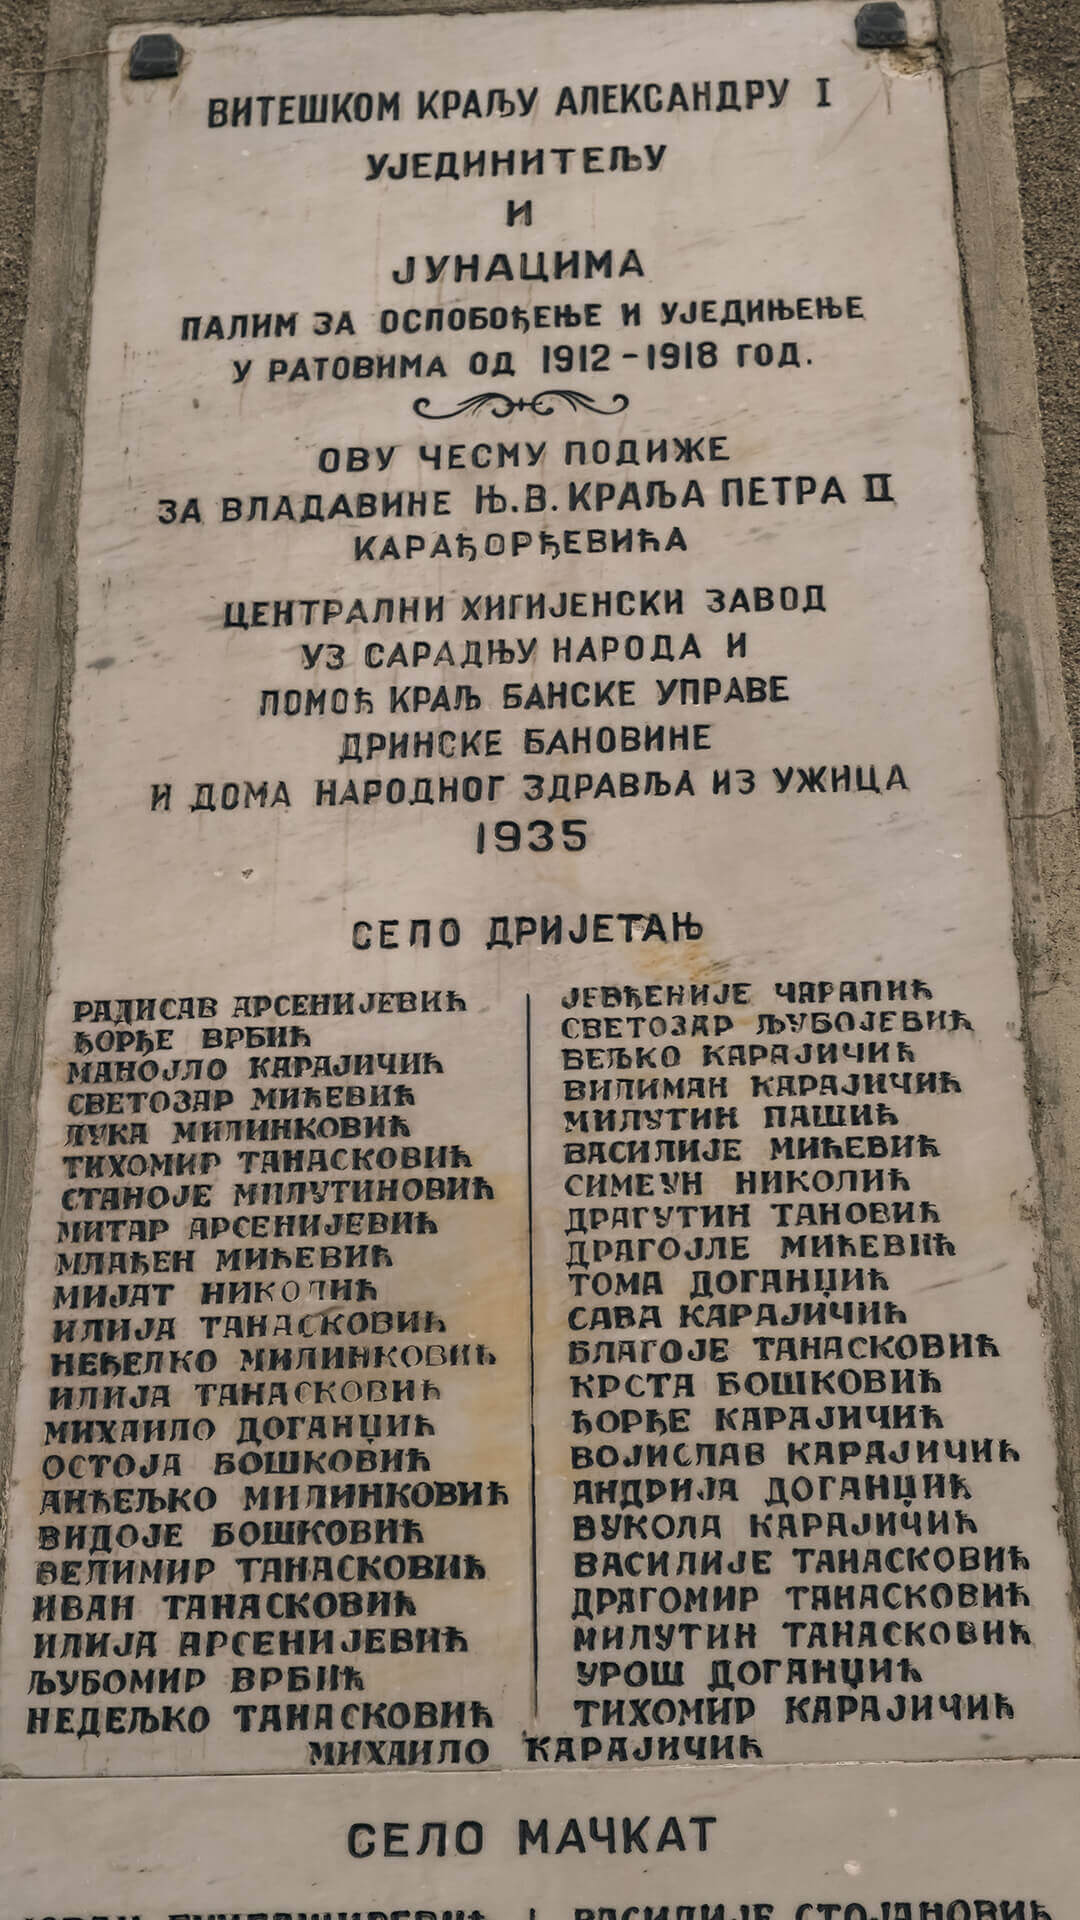 ВИТЕШКОМ КРАЉУ АЛЕКСАНДРУ I
УЈЕДИНИТЕЉУ
И
ЈУНАЦИМА
ПАЛИМ ЗА ОСЛОБОЂЕЊЕ И УЈЕДИЊЕЊЕ
У РАТОВИМА ОД 1912-1918 ГОД.
ОВУ ЧЕСМУ ПОДИЖЕ
ЗА ВЛАДАВИНЕ Њ.В. КРАЉА ПЕТРА II
КАРАЂОРЂЕВИЋА
ЦЕНТРАЛНИ ХИГИЈЕНСКИ ЗАВОД
УЗ САРАДЊУ НАРОДА И
ПОМОЋ КРАЉ БАНСКЕ УПРАВЕ
ДРИНСКЕ БАНОВИНЕ
И ДОМА НАРОДНОГ ЗДРАВЉА ИЗ УЖИЦА
1935
СЕЛО ДРИЈЕТАЊ
РАДИСАВ АРСЕНИЈЕВИЋ
ЂОРЂЕ ВРБИЋ
МАНОЈЛО КАРАЈИЧИЋ
СВЕТОЗАР МИЋЕВИЋ
ЛУКА МИЛИНКОВИЋ
ТИХОМИР ТАНАСКОВИЋ
СТАНОЈЕ МИЛУТИНОВИЋ
МИТАР АРСЕНИЈЕВИЋ
МЛАЂЕН МИЋЕВИЋ
МИЈАТ НИКОЛИЋ
ИЛИЈА ТАНАСКОВИЋ
НЕЂЕЛКО МИЛИНКОВИЋ
ИЛИЈА ТАНАСКОВИЋ
МИХАИЛО ДОГАНЏИЋ
ОСТОЈА БОШКОВИЋ
АНЂЕЉКО МИЛИНКОВИЋ
ВИДОЈЕ БОШКОВИЋ
ВЕЛИМИР ТАНАСКОВИЋ
ИВАН ТАНАСКОВИЋ
ИЛИЈА АРСЕНИЈЕВИЋ
ЉУБОМИР ВРБИЋ
НЕДЕЉКО ТАНАСКОВИЋ
ЈЕВЂЕНИЈЕ ЧАРАПИЋ
СВЕТОЗАР ЉУБОЈЕВИЋ
ВЕЉКО КАРАЈИЧИЋ
ВИЛИМАН КАРАЈИЧИЋ
МИЛУТИН ПАШИЋ
ВАСИЛИЈЕ МИЋЕВИЋ
СИМЕУН НИКОЛИЋ
ДРАГУТИН ТАНОВИЋ
ДРАГОЈЛЕ МИЋЕВИЋ
ТОМА ДОГАНЏИЋ
САВА КАРАЈИЧИЋ
БЛАГОЈЕ ТАНАСКОВИЋ
КРСТА БОШКОВИЋ
ЂОРЂЕ КАРАЈИЧИЋ
ВОЈИСЛАВ КАРАЈИЧИЋ
АНДРИЈА ДОГАНЏИЋ
ВУКОЛА КАРАЈИЧИЋ
ВАСИЛИЈЕ ТАНАСКОВИЋ
ДРАГОМИР ТАНАСКОВИЋ
МИЛУТИН ТАНАСКОВИЋ
УРОШ ДОГАНЏИЋ
ТИХОМИР КАРАЈИЧИЋ
МИХАИЛО КАРАЈИЧИЋ
СЕЛО МАЧКАТ
ВАСИЛИЈЕ СТОЈАНОВИЋ